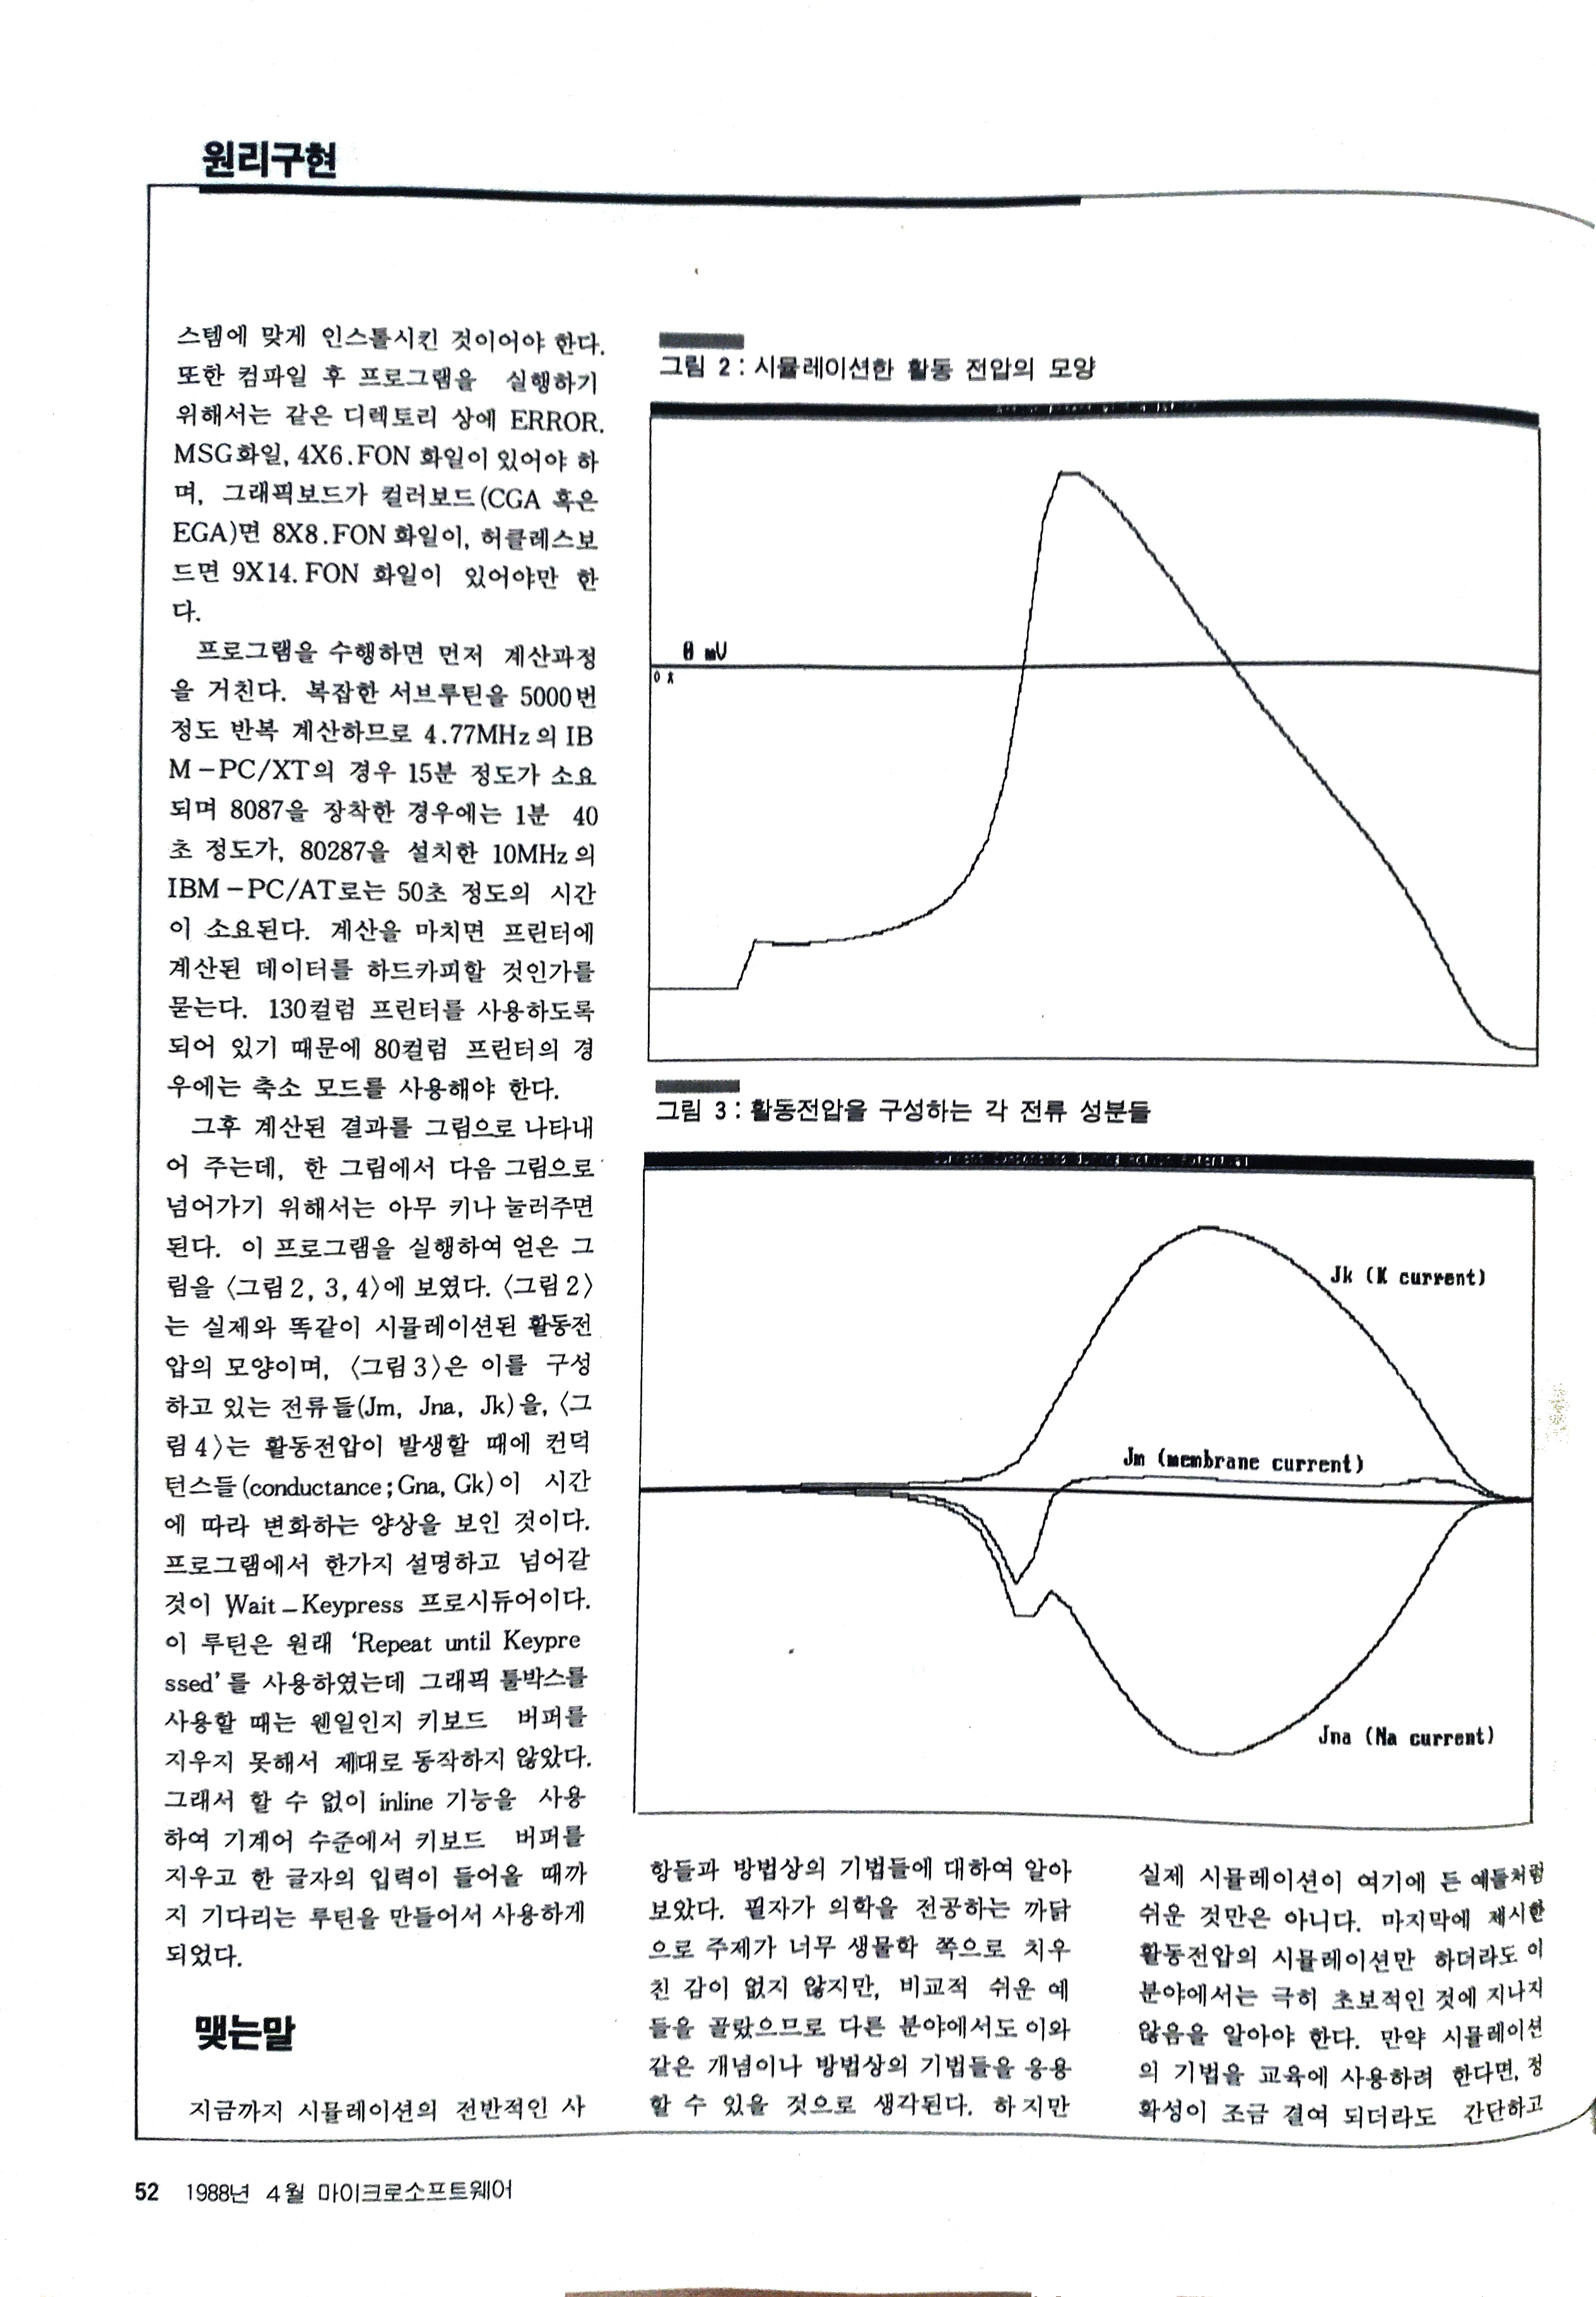 원리구현
스템에 맞게 인스톨시킨 것이어야 한다.
또한 컴파일 후 프로그램을 실행하기
위해서는 같은 디렉토리 상에 ERROR.
MSG화일, 4X6.FON 화일이 있어야 하
며, 그래픽보드가 컬러보드(CGA 혹은
EGA)면 8X8.FON 화일이, 허클레스보
드면 9X14.FON 화일이 있어야만 한
다.
프로그램을 수행하면 먼저 계산과정
을 거친다. 복잡한 서브루틴을 5000번
정도 반복 계산하므로 4.77MHz의 IB
M-PC/XT의 경우 15분 정도가 소요
되며 8087을 장착한 경우에는 1분 40
초 정도가, 80287을 설치한 10MHz의
IBM-PC/AT로는 50초 정도의 시간
이 소요된다. 계산을 마치면 프린터에
계산된 데이터를 하드카피할 것인가를
묻는다. 130컬럼 프린터를 사용하도록
되어 있기 때문에 80컬럼 프린터의 경
우에는 축소 모드를 사용해야 한다.
그후 계산된 결과를 그림으로 나타내
어 주는데, 한 그림에서 다음 그림으로
넘어가기 위해서는 아무 키나 눌러주면
된다. 이 프로그램을 실행하여 얻은 그
림을 〈그림2, 3, 4〉에 보였다. 〈그림2〉
는 실제와 똑같이 시뮬레이션된 활동전
압의 모양이며, 〈그림3〉은 이를 구성
하고 있는 전류들(Jm, Jna, Jk)을, 〈그
림4〉는 활동전압이 발생할 때에 컨덕
턴스들(conductance;Gna, Gk)이 시간
에 따라 변화하는 양상을 보인 것이다.
프로그램에서 한가지 설명하고 넘어갈
것이 Wait_Keypress 프로시듀어이다.
이 루틴은 원래 ‘Repeat until Keypre
ssed’를 사용하였는데 그래픽 툴박스를
사용할 때는 웬일인지 키보드 버퍼를
지우지 못해서 제대로 동작하지 않았다.
그래서 할 수 없이 inline 기능을 사용
하여 기계어 수준에서 키보드 버퍼를
지우고 한 글자의 입력이 들어올 때까
지 기다리는 루틴을 만들어서 사용하게
되었다.
맺는말
지금까지 시뮬레이션의 전반적인 사
그림 2 : 시뮬레이션한 활동 전압의 모양
0 mV
그림 3 : 활동전압을 구성하는 각 전류 성분들
Current Components during Action Potential
Jk (K current)
Jm (membrane current)
Jna (Na current)
항들과 방법상의 기법들에 대하여 알아
보았다. 필자가 의학을 전공하는 까닭
으로 주제가 너무 생물학 쪽으로 치우
친 감이 없지 않지만, 비교적 쉬운 예
들을 골랐으므로 다른 분야에서도 이와
같은 개념이나 방법상의 기법들을 응용
할 수 있을 것으로 생각된다. 하지만
실제 시뮬레이션이 여기에 든 예들처럼
쉬운 것만은 아니다. 마지막에 제시한
활동전압의 시뮬레이션만 하더라도 이
분야에서는 극히 초보적인 것에 지나지
않음을 알아야 한다. 만약 시뮬레이션
의 기법을 교육에 사용하려 한다면, 정
확성이 조금 결여 되더라도 간단하고
52 1988년 4월 마이크로소프트웨어